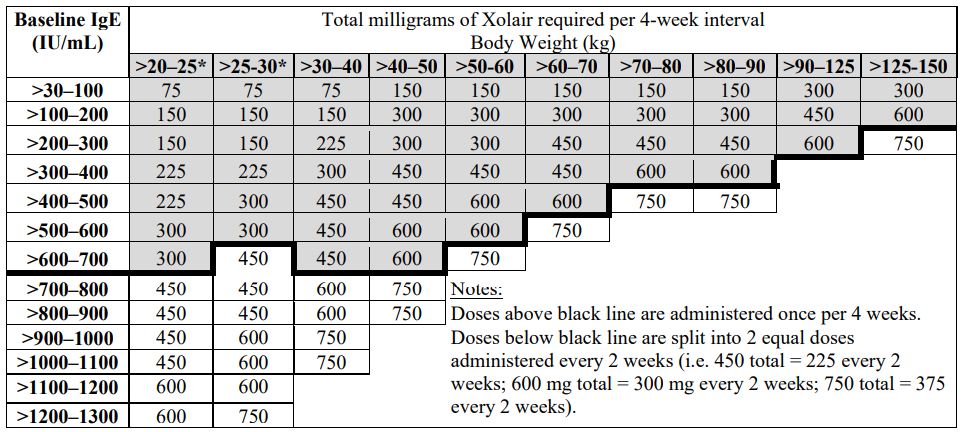 Baseline IgE (IU/mL) Total milligrams of Xolair required per 4-week interval
Body Weight (kg)
>20–25* >25-30* >30–40 >40–50 >50-60 >60–70 >70–80 >80–90 >90–125 >125-150
>30–100 75 75 75 150 150 150 150 150 300 300
>100–200 150 150 150 300 300 300 300 300 450 600
>200–300 150 150 225 300 300 450 450 450 600 750
>300–400 225 225 300 450 450 450 600 600
>400–500 225 300 450 450 600 600 750 750
>500–600 300 300 450 600 600 750
>600–700 300 450 450 600 750
>700–800 450 450 600 750 Notes:
>800–900 450 450 600 750 Doses above black line are administered once per 4 weeks.
>900–1000 450 600 750 Doses below black line are split into 2 equal doses
>1000–1100 450 600 750 administered every 2 weeks (i.e. 450 total = 225 every 2
>1100–1200 600 600 weeks; 600 mg total = 300 mg every 2 weeks; 750 total = 375
>1200–1300 600 750 every 2 weeks).